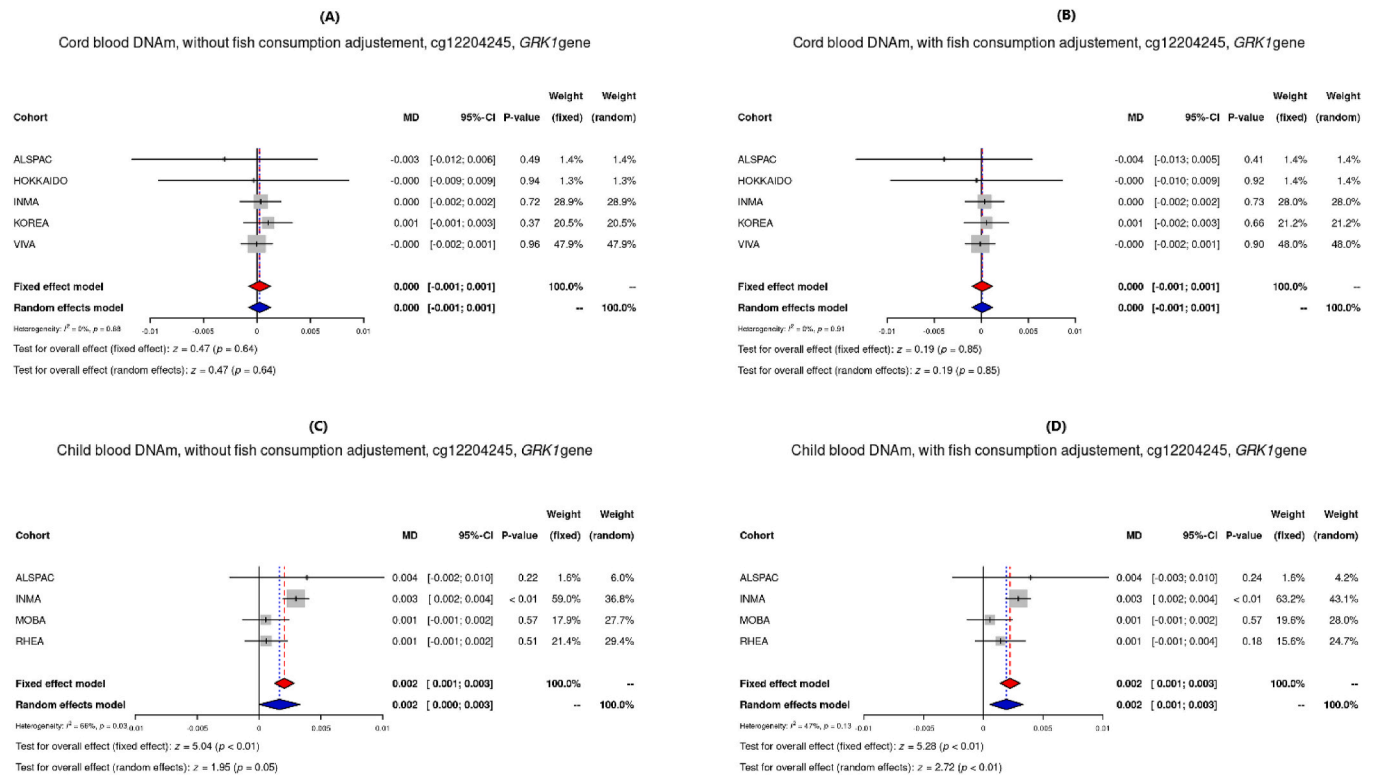 (A)
Cord blood DNAm, without fish consumption adjustement, cg12204245, GRK1gene
Weight Weight
Cohort MD 95%-CI P-value (fixed) (random)
ALSPAC -0.003 [-0.012; 0.006] 0.49 1.4% 1.4%
HOKKAIDO -0.000 [-0.009; 0.009] 0.94 1.3% 1.3%
INMA 0.000 [-0.002; 0.002] 0.72 28.9% 28.9%
KOREA 0.001 [-0.001; 0.003] 0.37 20.5% 20.5%
VIVA -0.000 [-0.002; 0.001] 0.96 47.9% 47.9%
Fixed effect model 0.000 [-0.001; 0.001] 100.0% --
Random effects model 0.000 [-0.001; 0.001] -- 100.0%
Heterogeneity: I² = 0%, p = 0.88
-0.01 -0.005 0 0.005 0.01
Test for overall effect (fixed effect): z = 0.47 (p = 0.64)
Test for overall effect (random effects): z = 0.47 (p = 0.64)
(B)
Cord blood DNAm, with fish consumption adjustement, cg12204245, GRK1gene
Weight Weight
Cohort MD 95%-CI P-value (fixed) (random)
ALSPAC -0.004 [-0.013; 0.005] 0.41 1.4% 1.4%
HOKKAIDO -0.000 [-0.010; 0.009] 0.92 1.4% 1.4%
INMA 0.000 [-0.002; 0.002] 0.73 28.0% 28.0%
KOREA 0.001 [-0.002; 0.003] 0.66 21.2% 21.2%
VIVA -0.000 [-0.002; 0.001] 0.90 48.0% 48.0%
Fixed effect model 0.000 [-0.001; 0.001] 100.0% --
Random effects model 0.000 [-0.001; 0.001] -- 100.0%
Heterogeneity: I² = 0%, p = 0.91
-0.01 -0.005 0 0.005 0.01
Test for overall effect (fixed effect): z = 0.19 (p = 0.85)
Test for overall effect (random effects): z = 0.19 (p = 0.85)
(C)
Child blood DNAm, without fish consumption adjustement, cg12204245, GRK1gene
Weight Weight
Cohort MD 95%-CI P-value (fixed) (random)
ALSPAC 0.004 [-0.002; 0.010] 0.22 1.6% 6.0%
INMA 0.003 [ 0.002; 0.004] < 0.01 59.0% 36.8%
MOBA 0.001 [-0.001; 0.002] 0.57 17.9% 27.7%
RHEA 0.001 [-0.001; 0.002] 0.51 21.4% 29.4%
Fixed effect model 0.002 [ 0.001; 0.003] 100.0% --
Random effects model 0.002 [ 0.000; 0.003] -- 100.0%
Heterogeneity: I² = 66%, p = 0.03
-0.01 -0.005 0 0.005 0.01
Test for overall effect (fixed effect): z = 5.04 (p < 0.01)
Test for overall effect (random effects): z = 1.95 (p = 0.05)
(D)
Child blood DNAm, with fish consumption adjustement, cg12204245, GRK1gene
Weight Weight
Cohort MD 95%-CI P-value (fixed) (random)
ALSPAC 0.004 [-0.003; 0.010] 0.24 1.6% 4.2%
INMA 0.003 [ 0.002; 0.004] < 0.01 63.2% 43.1%
MOBA 0.001 [-0.001; 0.002] 0.57 19.6% 28.0%
RHEA 0.001 [-0.001; 0.004] 0.18 15.6% 24.7%
Fixed effect model 0.002 [ 0.001; 0.003] 100.0% --
Random effects model 0.002 [ 0.001; 0.003] -- 100.0%
Heterogeneity: I² = 47%, p = 0.13
-0.01 -0.005 0 0.005 0.01
Test for overall effect (fixed effect): z = 5.28 (p < 0.01)
Test for overall effect (random effects): z = 2.72 (p < 0.01)